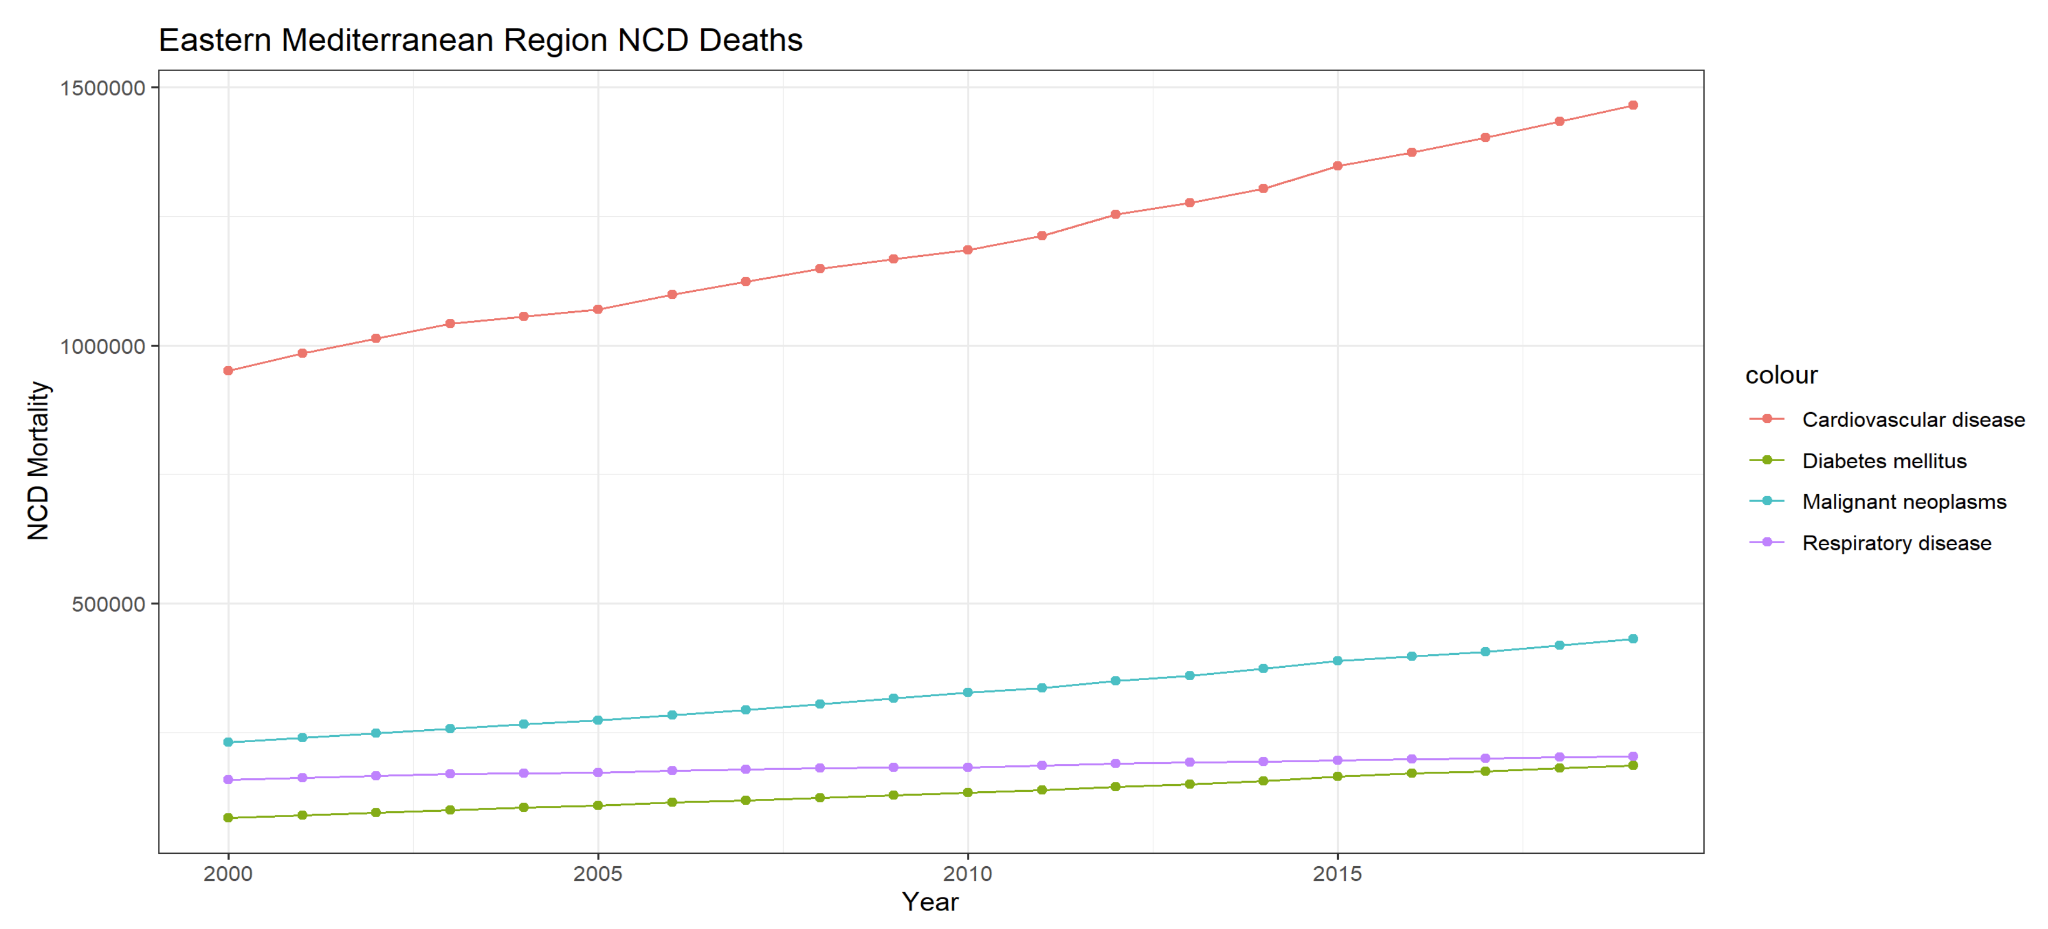 Eastern Mediterranean Region NCD Deaths
1500000
1000000
500000
NCD Mortality
2000
2005
2010
2015
Year
colour
Cardiovascular disease
Diabetes mellitus
Malignant neoplasms
Respiratory disease